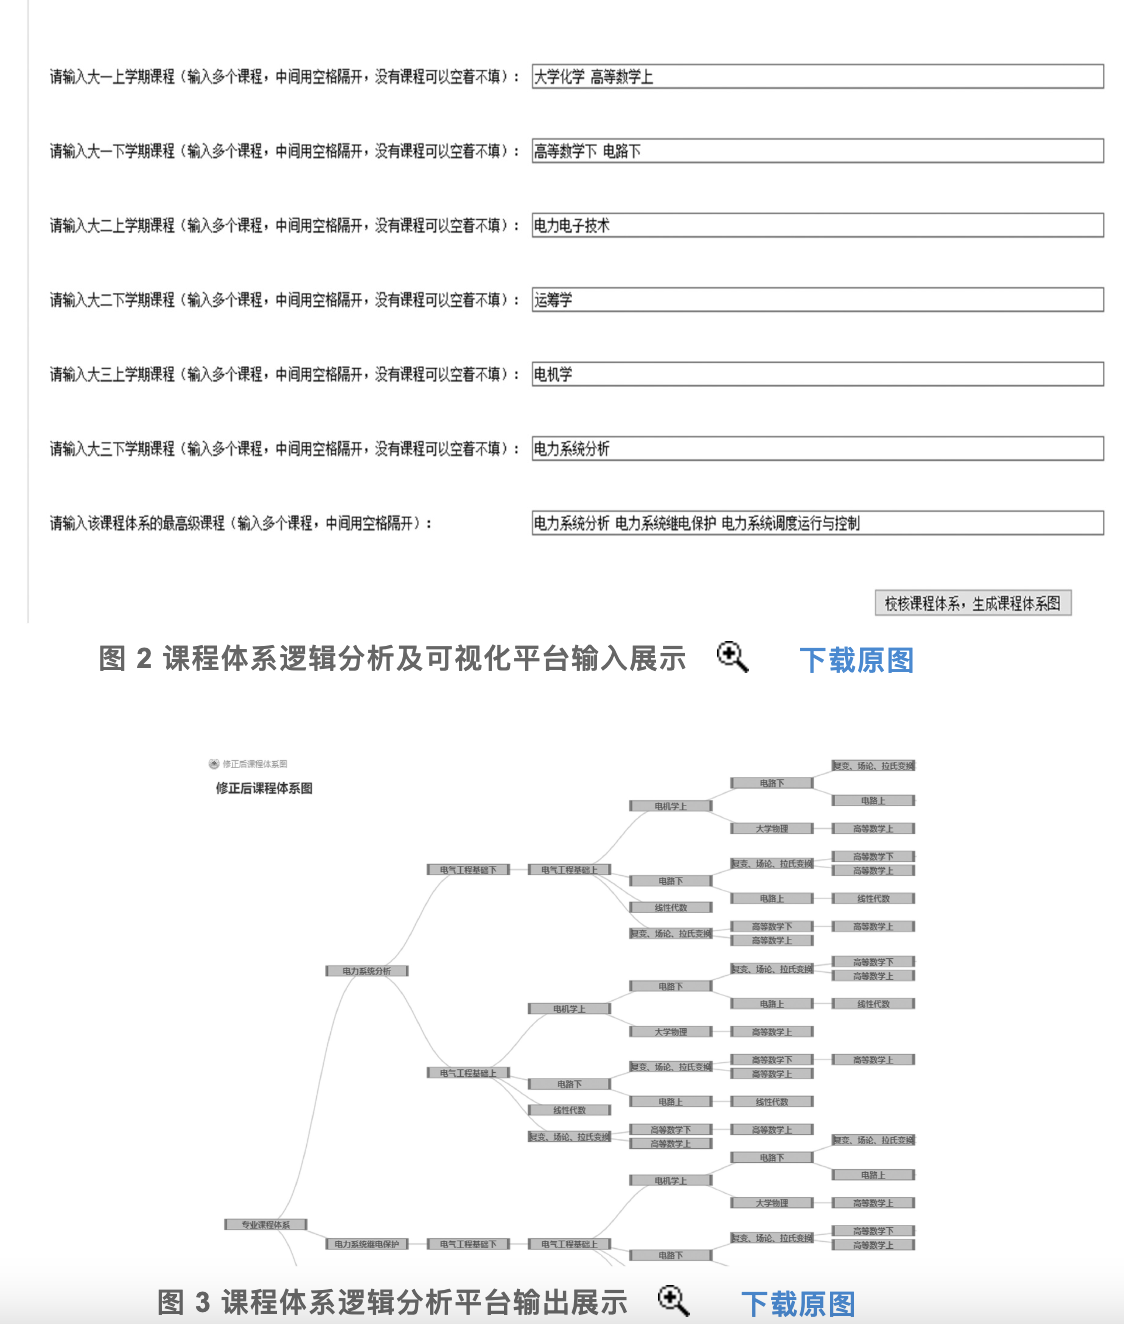 请输入大一上学期课程（输入多个课程，中间用空格隔开，没有课程可以空着不填）： 大学化学 高等数学上
请输入大一下学期课程（输入多个课程，中间用空格隔开，没有课程可以空着不填）： 高等数学下 电路下
请输入大二上学期课程（输入多个课程，中间用空格隔开，没有课程可以空着不填）： 电力电子技术
请输入大二下学期课程（输入多个课程，中间用空格隔开，没有课程可以空着不填）： 运筹学
请输入大三上学期课程（输入多个课程，中间用空格隔开，没有课程可以空着不填）： 电机学
请输入大三下学期课程（输入多个课程，中间用空格隔开，没有课程可以空着不填）： 电力系统分析
请输入该课程体系的最高级课程（输入多个课程，中间用空格隔开）： 电力系统分析 电力系统继电保护 电力系统调度运行与控制
校核课程体系，生成课程体系图
图 2 课程体系逻辑分析及可视化平台输入展示 下载原图
修正后课程体系图
修正后课程体系图
复变、场论、拉氏变换
电路下
电路上
电机学上
大学物理 高等数学上
高等数学下
复变、场论、拉氏变换
电气工程基础下 电气工程基础上 高等数学上
电路下
电路上 线性代数
线性代数
高等数学下 高等数学上
复变、场论、拉氏变换
高等数学上
高等数学下
复变、场论、拉氏变换
电力系统分析
高等数学上
电路下
电路上 线性代数
电机学上
大学物理 高等数学上
高等数学下 高等数学上
复变、场论、拉氏变换
电气工程基础上 高等数学上
电路下
电路上 线性代数
线性代数
高等数学下 高等数学上
复变、场论、拉氏变换
高等数学上
复变、场论、拉氏变换
电路下
电路上
电机学上
大学物理 高等数学上
专业课程体系
高等数学下
复变、场论、拉氏变换
电力系统继电保护 电气工程基础下 电气工程基础上 高等数学上
电路下
图 3 课程体系逻辑分析平台输出展示 下载原图